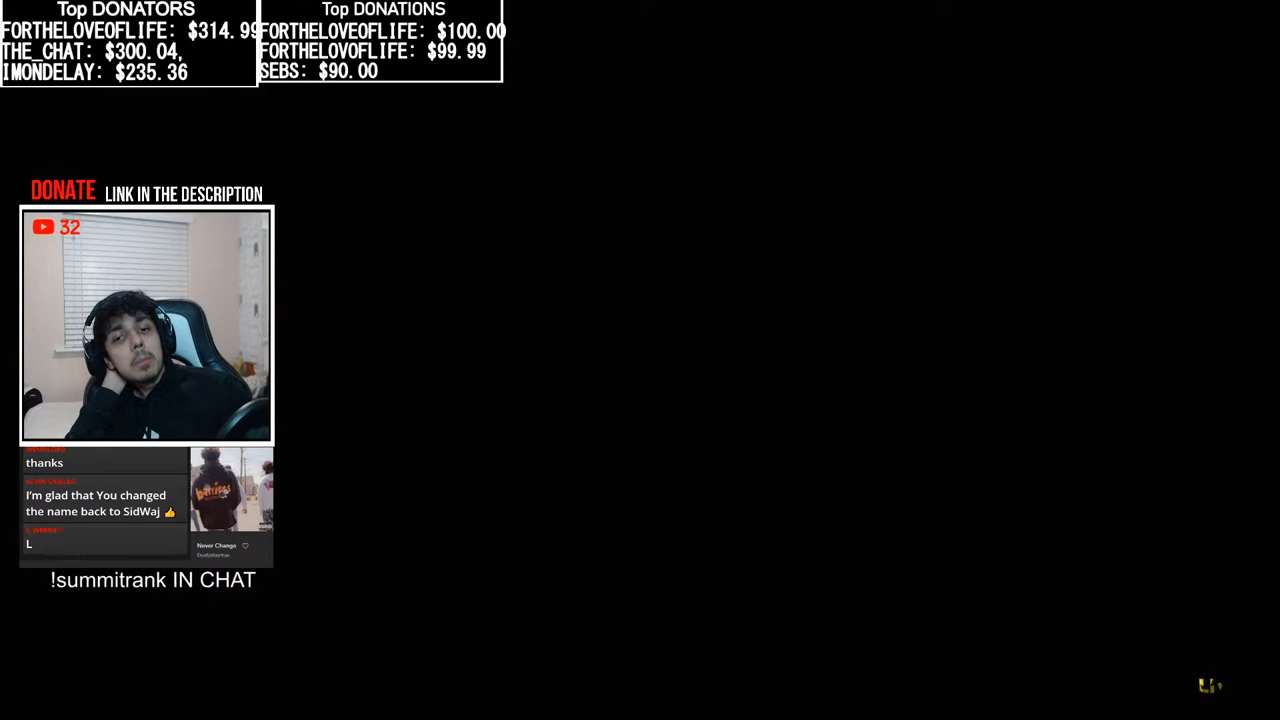 Top DONATORS
FORTHELOVEOFLIFE: $314.99
THE_CHAT: $300.04,
IMONDELAY: $235.36
Top DONATIONS
FORTHELOVEOFLIFE: $100.00
FORTHELOVOFLIFE: $99.99
SEBS: $90.00
DONATE LINK IN THE DESCRIPTION
32
thanks
I'm glad that You changed
the name back to SidWaj 👍
L
Never Change
!summitrank IN CHAT